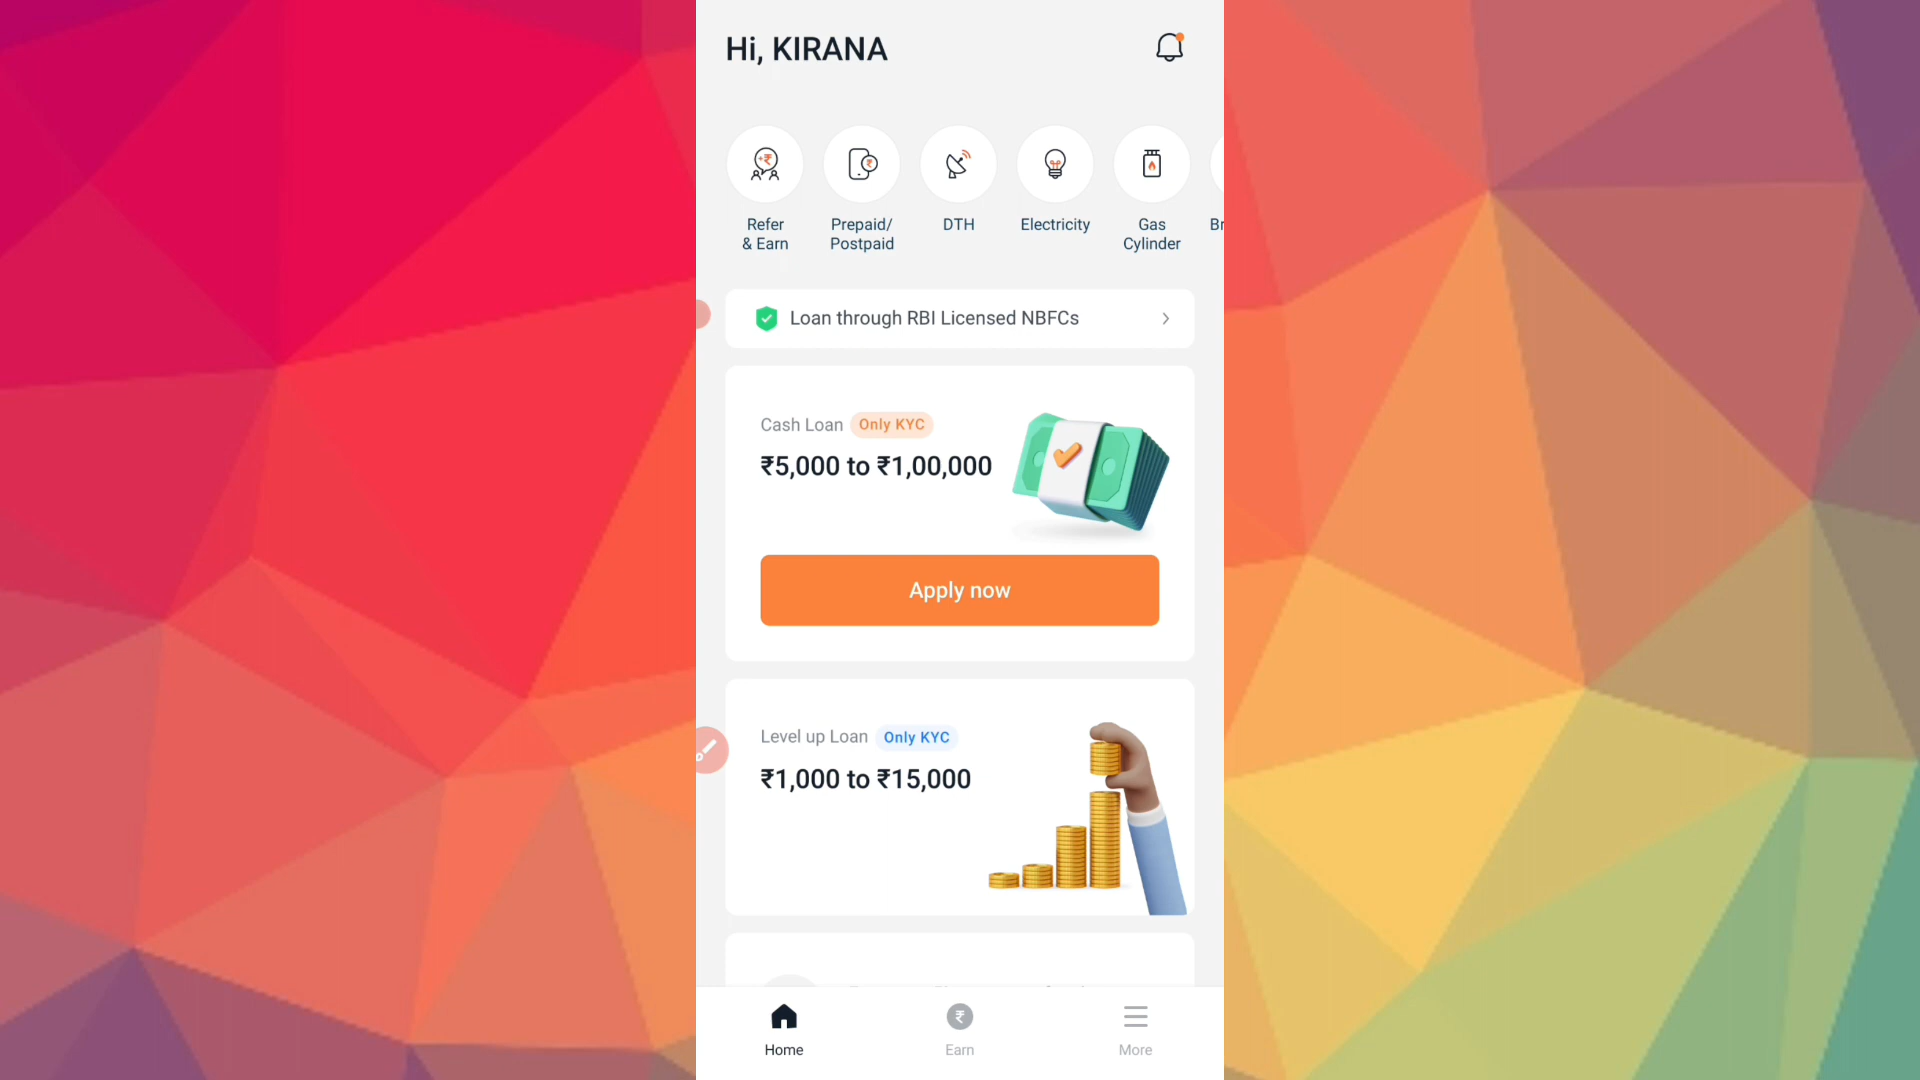 Hi, KIRANA
Refer
& Earn
Prepaid/
Postpaid
DTH
Electricity
Gas
Cylinder
Br
Loan through RBI Licensed NBFCs
Cash Loan Only KYC
₹5,000 to ₹1,00,000
Apply now
Level up Loan Only KYC
₹1,000 to ₹15,000
Home
Earn
More